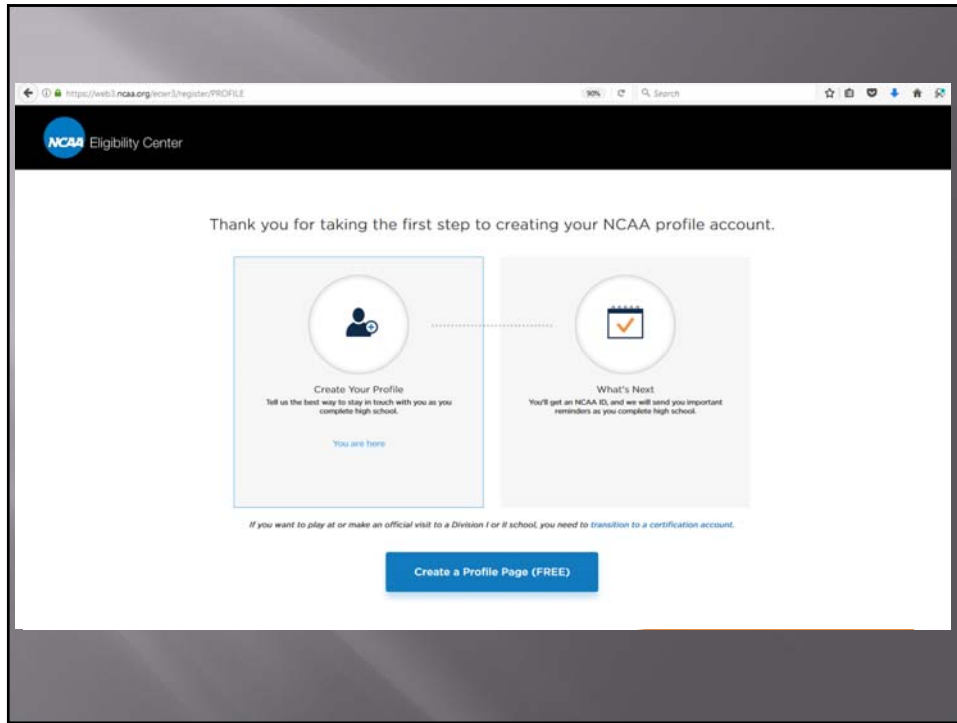 https://web3.ncaa.org/ecwr3/register/PROFILE
90%
Search
NCAA Eligibility Center
Thank you for taking the first step to creating your NCAA profile account.
Create Your Profile
Tell us the best way to stay in touch with you as you
complete high school.
You are here
What's Next
You'll get an NCAA ID, and we will send you important
reminders as you complete high school.
If you want to play at or make an official visit to a Division I or II school, you need to transition to a certification account.
Create a Profile Page (FREE)